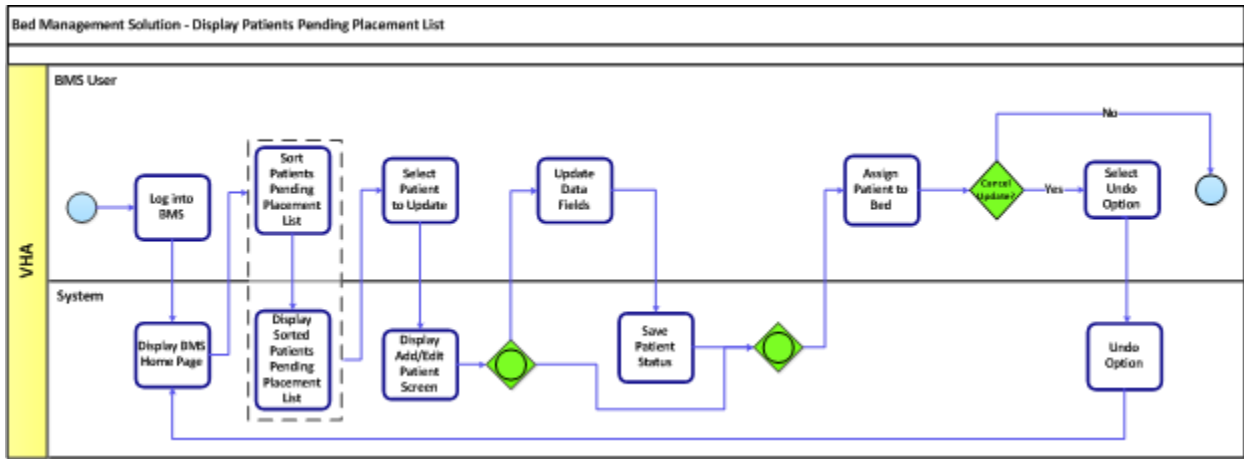 Bed Management Solution - Display Patients Pending Placement List
VHA
BMS User
Log into
BMS
Sort
Patients
Pending
Placement
List
Select
Patient
to Update
Update
Data
Fields
Assign
Patient to
Bed
Cancel
Update?
No
Yes
Select
Undo
Option
System
Display BMS
Home Page
Display
Sorted
Patients
Pending
Placement
List
Display
Add/Edit
Patient
Screen
Save
Patient
Status
Undo
Option